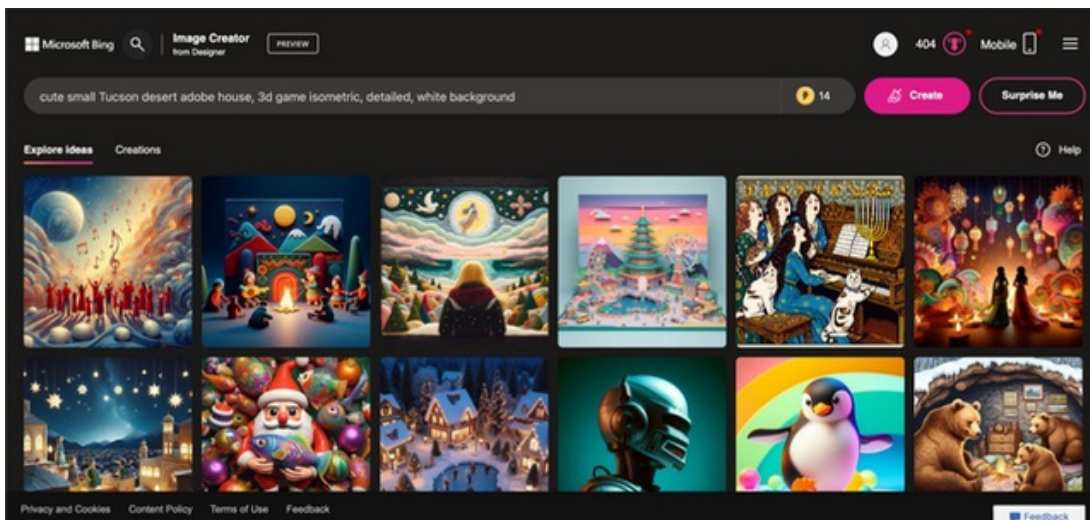 Microsoft Bing
Image Creator
from Designer
PREVIEW
404
Mobile
cute small Tucson desert adobe house, 3d game isometric, detailed, white background
14
Create
Surprise Me
Explore ideas
Creations
Help
Privacy and Cookies
Content Policy
Terms of Use
Feedback
Feedback